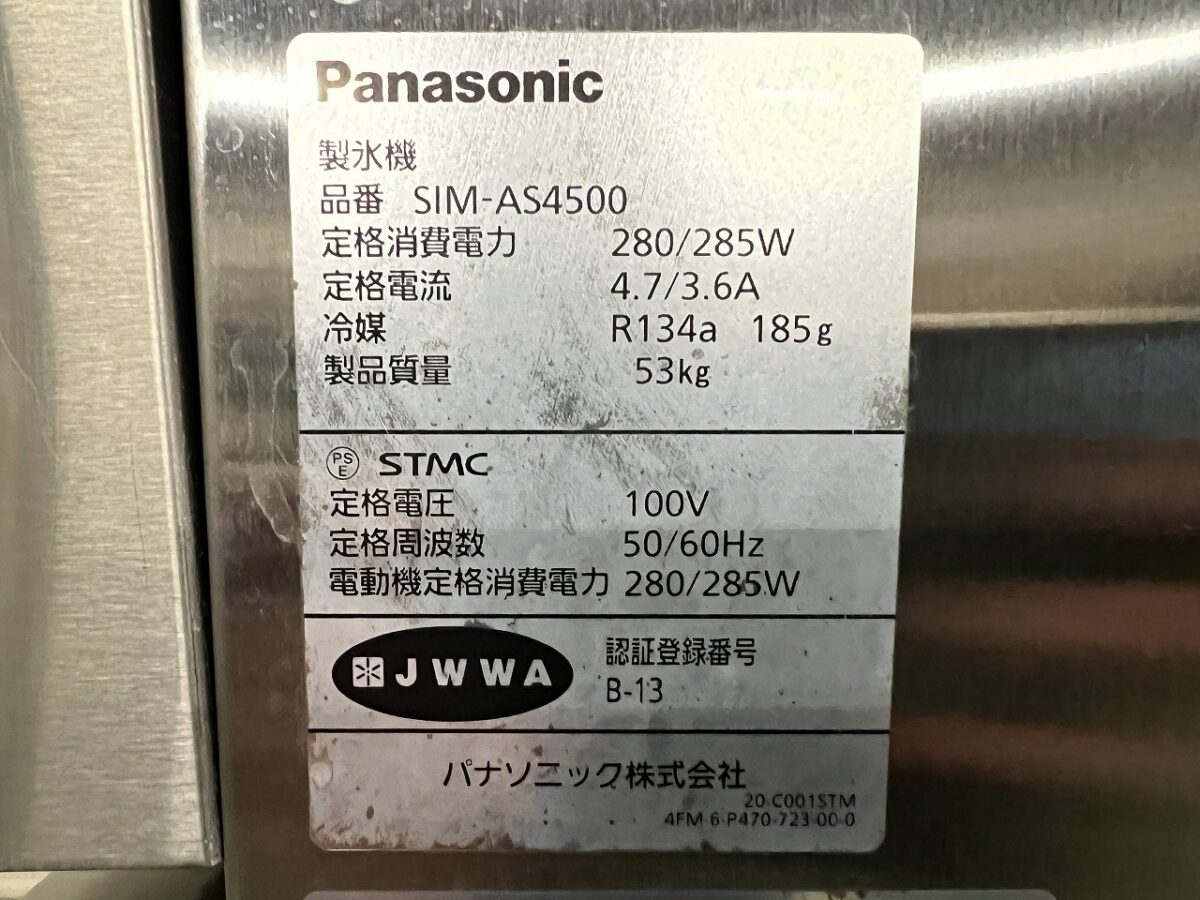 Panasonic
製氷機
品番 SIM-AS4500
定格消費電力 280/285W
定格電流 4.7/3.6A
冷媒 R134a 185g
製品質量 53kg
PSE STMC
定格電圧 100V
定格周波数 50/60Hz
電動機定格消費電力 280/285W
JWWA 認証登録番号
B-13
パナソニック株式会社
20 C001STM
4FM-6-P470-723-00-0